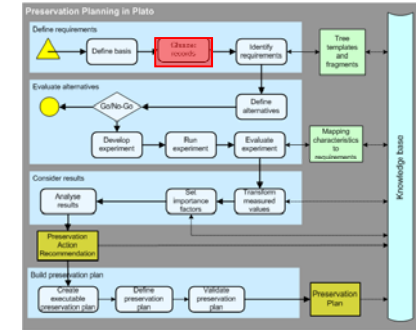 Preservation Planning in Plato
Define requirements
Define basis
Choose
records
Identify
requirements
Tree
templates
and
fragments
Evaluate alternatives
Go/No-Go
Define
alternatives
Develop
experiment
Run
experiment
Evaluate
experiment
Mapping
characteristics
to
requirements
Knowledge base
Consider results
Analyse
results
Set
importance
factors
Transform
measured
values
Preservation
Action
Recommendation
Build preservation plan
Create
executable
preservation plan
Define
preservation
plan
Validate
preservation
plan
Preservation
Plan